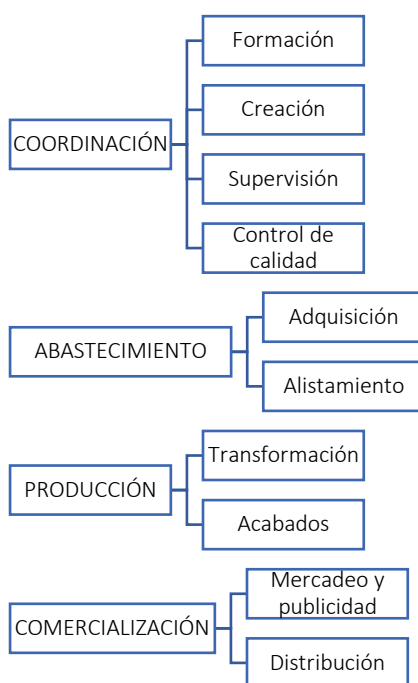 COORDINACIÓN
Formación
Creación
Supervisión
Control de
calidad
ABASTECIMIENTO
Adquisición
Alistamiento
PRODUCCIÓN
Transformación
Acabados
COMERCIALIZACIÓN
Mercadeo y
publicidad
Distribución